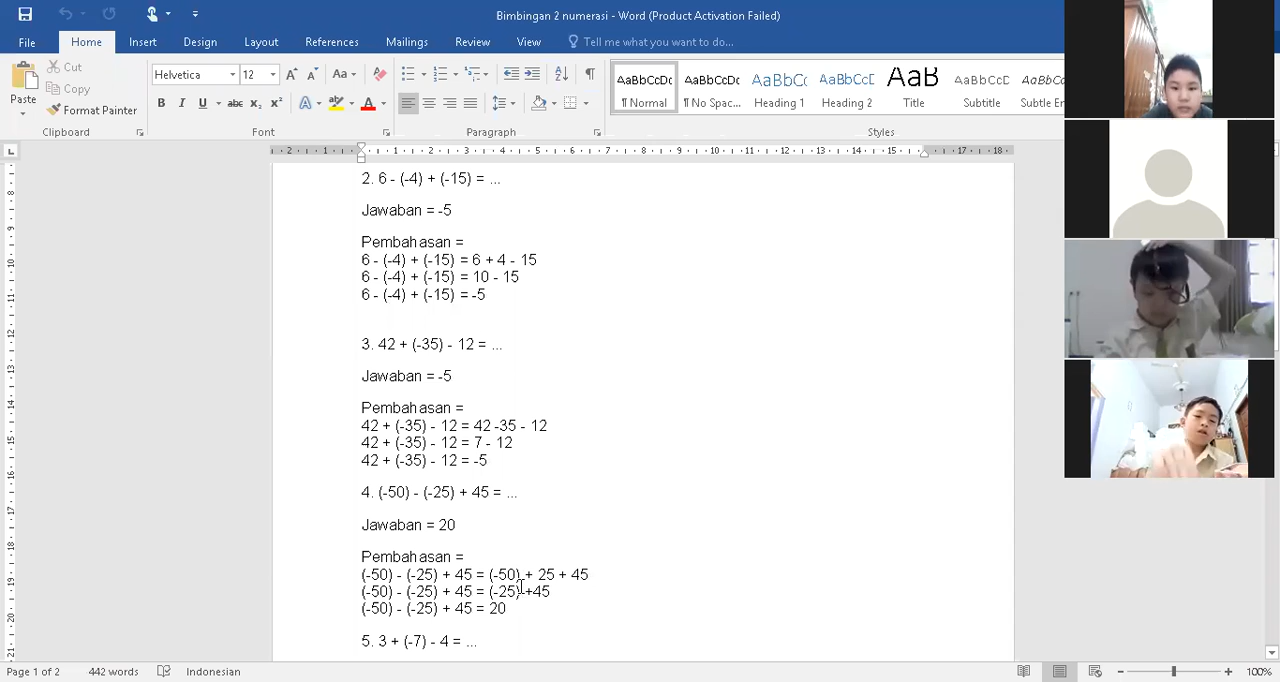 Bimbingan 2 numerasi - Word (Product Activation Failed)
File Home Insert Design Layout References Mailings Review View Tell me what you want to do...
Paste
Cut
Copy
Format Painter
Clipboard
Helvetica 12
Font
Paragraph
AaBbCcDc AaBbCcDc AaBbC( AaBbCcE AaB AaBbCcD AaBbCcD
¶ Normal ¶ No Spac... Heading 1 Heading 2 Title Subtitle Subtle Em
Styles
2. 6 - (-4) + (-15) = ...
Jawaban = -5
Pembahasan =
6 - (-4) + (-15) = 6 + 4 - 15
6 - (-4) + (-15) = 10 - 15
6 - (-4) + (-15) = -5
3. 42 + (-35) - 12 = ...
Jawaban = -5
Pembahasan =
42 + (-35) - 12 = 42 -35 - 12
42 + (-35) - 12 = 7 - 12
42 + (-35) - 12 = -5
4. (-50) - (-25) + 45 = ...
Jawaban = 20
Pembahasan =
(-50) - (-25) + 45 = (-50) + 25 + 45
(-50) - (-25) + 45 = (-25) +45
(-50) - (-25) + 45 = 20
5. 3 + (-7) - 4 = ...
Page 1 of 2 442 words Indonesian 100%